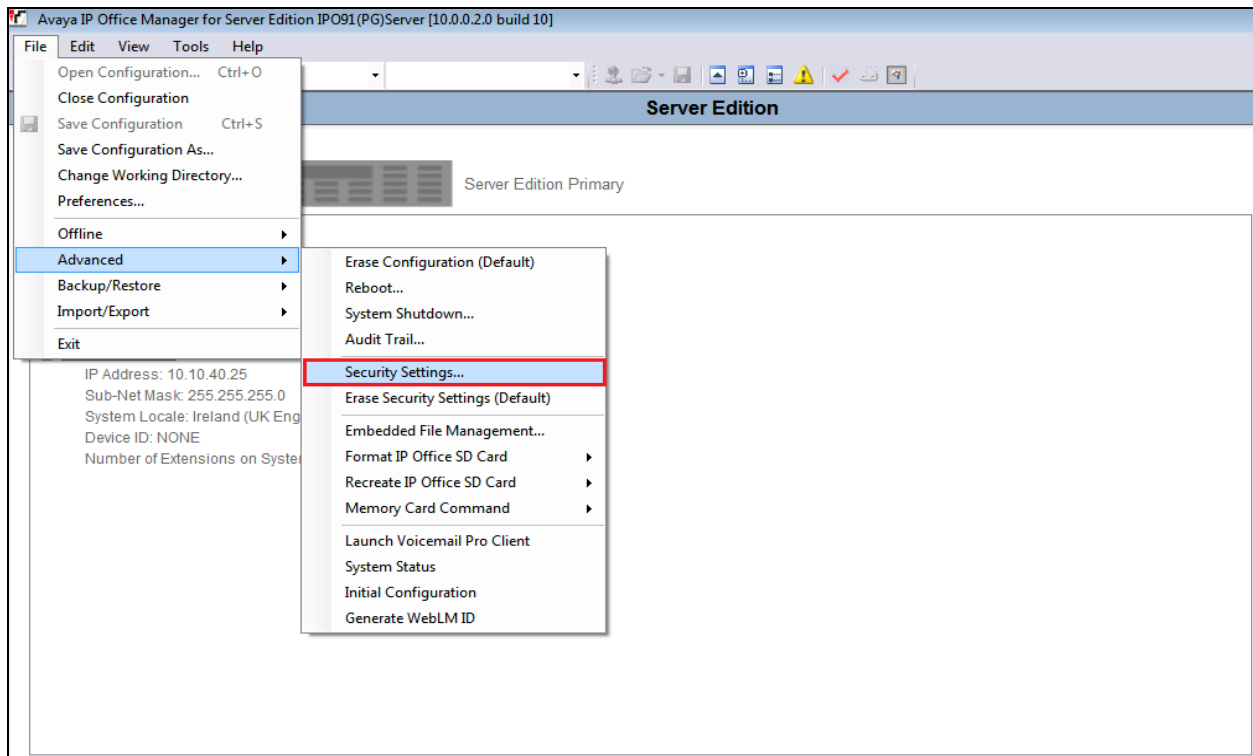 Avaya IP Office Manager for Server Edition IPO91(PG)Server [10.0.0.2.0 build 10]
File Edit View Tools Help
Open Configuration... Ctrl+O
Close Configuration
Save Configuration Ctrl+S
Save Configuration As...
Change Working Directory...
Preferences...
Offline
Advanced
Backup/Restore
Import/Export
Exit
Server Edition
Server Edition Primary
Erase Configuration (Default)
Reboot...
System Shutdown...
Audit Trail...
Security Settings...
Erase Security Settings (Default)
Embedded File Management...
Format IP Office SD Card
Recreate IP Office SD Card
Memory Card Command
Launch Voicemail Pro Client
System Status
Initial Configuration
Generate WebLM ID
IP Address: 10.10.40.25
Sub-Net Mask: 255.255.255.0
System Locale: Ireland (UK Eng
Device ID: NONE
Number of Extensions on Syste